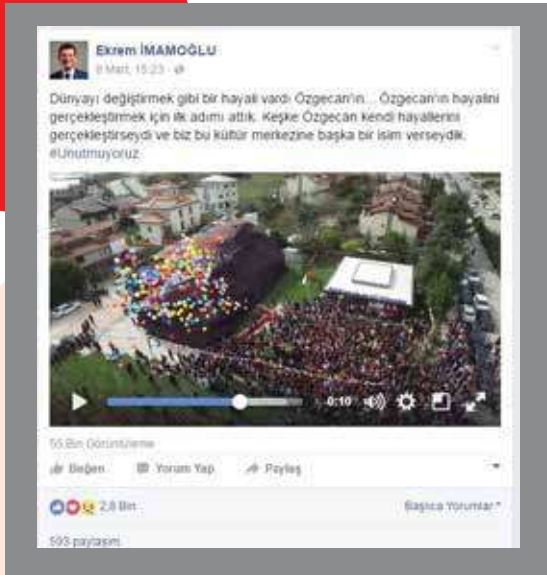 Ekrem İMAMOĞLU
8 Mart, 15:23
Dünyayı değiştirmek gibi bir hayali vardı Özgecan'ın... Özgecan'ın hayalini
gerçekleştirmek için ilk adımı attık. Keşke Özgecan kendi hayallerini
gerçekleştirseydi ve biz bu kültür merkezine başka bir isim verseydik.
#Unutmuyoruz
-0:10
55 Bin Görüntüleme
Beğen Yorum Yap Paylaş
2,8 Bin Başlıca Yorumlar
593 paylaşım